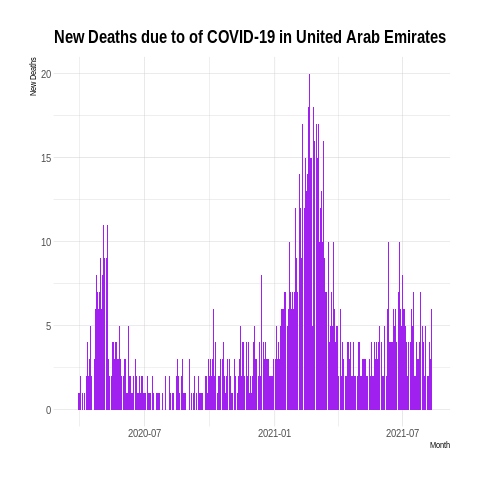 New Deaths due to of COVID-19 in United Arab Emirates
New Deaths
20
15
10
5
0
2020-07
2021-01
2021-07
Month